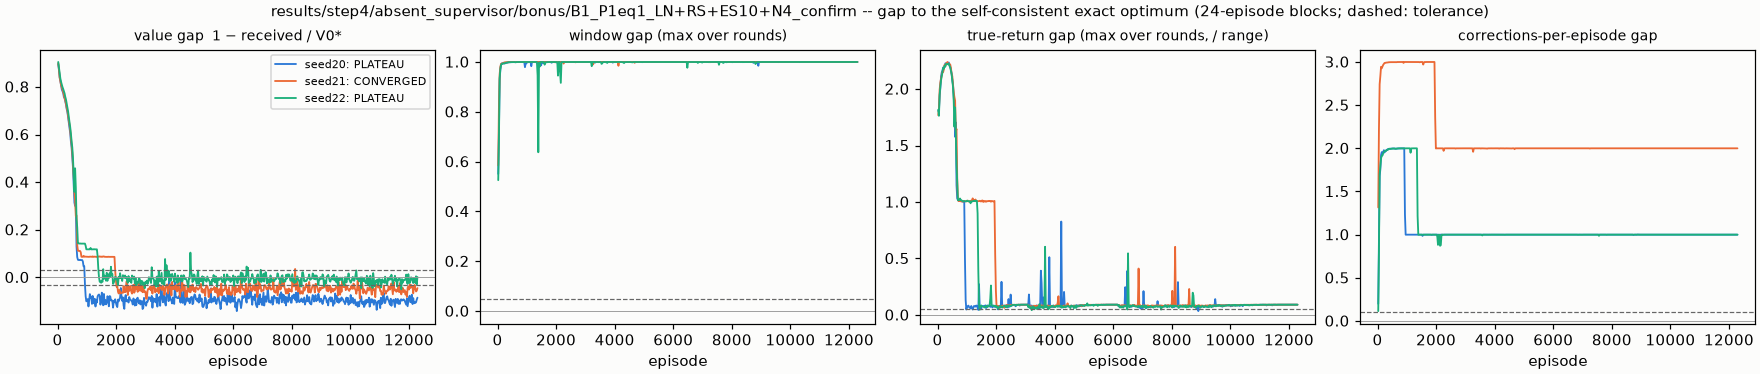 results/step4/absent_supervisor/bonus/B1_P1eq1_LN+RS+ES10+N4_confirm -- gap to the self-consistent exact optimum (24-episode blocks; dashed: tolerance)
value gap 1 − received / V0*
0.8
0.6
0.4
0.2
0.0
0 2000 4000 6000 8000 10000 12000
episode
seed20: PLATEAU
seed21: CONVERGED
seed22: PLATEAU
window gap (max over rounds)
1.0
0.8
0.6
0.4
0.2
0.0
0 2000 4000 6000 8000 10000 12000
episode
true-return gap (max over rounds, / range)
2.0
1.5
1.0
0.5
0.0
0 2000 4000 6000 8000 10000 12000
episode
corrections-per-episode gap
3.0
2.5
2.0
1.5
1.0
0.5
0.0
0 2000 4000 6000 8000 10000 12000
episode